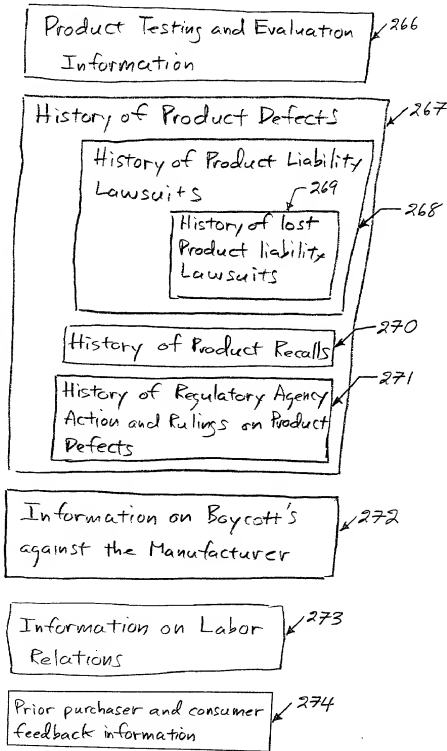 Product Testing and Evaluation
Information
266
History of Product Defects
267
History of Product Liability
Lawsuits
268
269
History of lost
Product liability
Lawsuits
History of Product Recalls
270
History of Regulatory Agency
Action and Rulings on Product
Defects
271
Information on Boycott's
against the Manufacturer
272
Information on Labor
Relations
273
Prior purchaser and consumer
feedback information
274